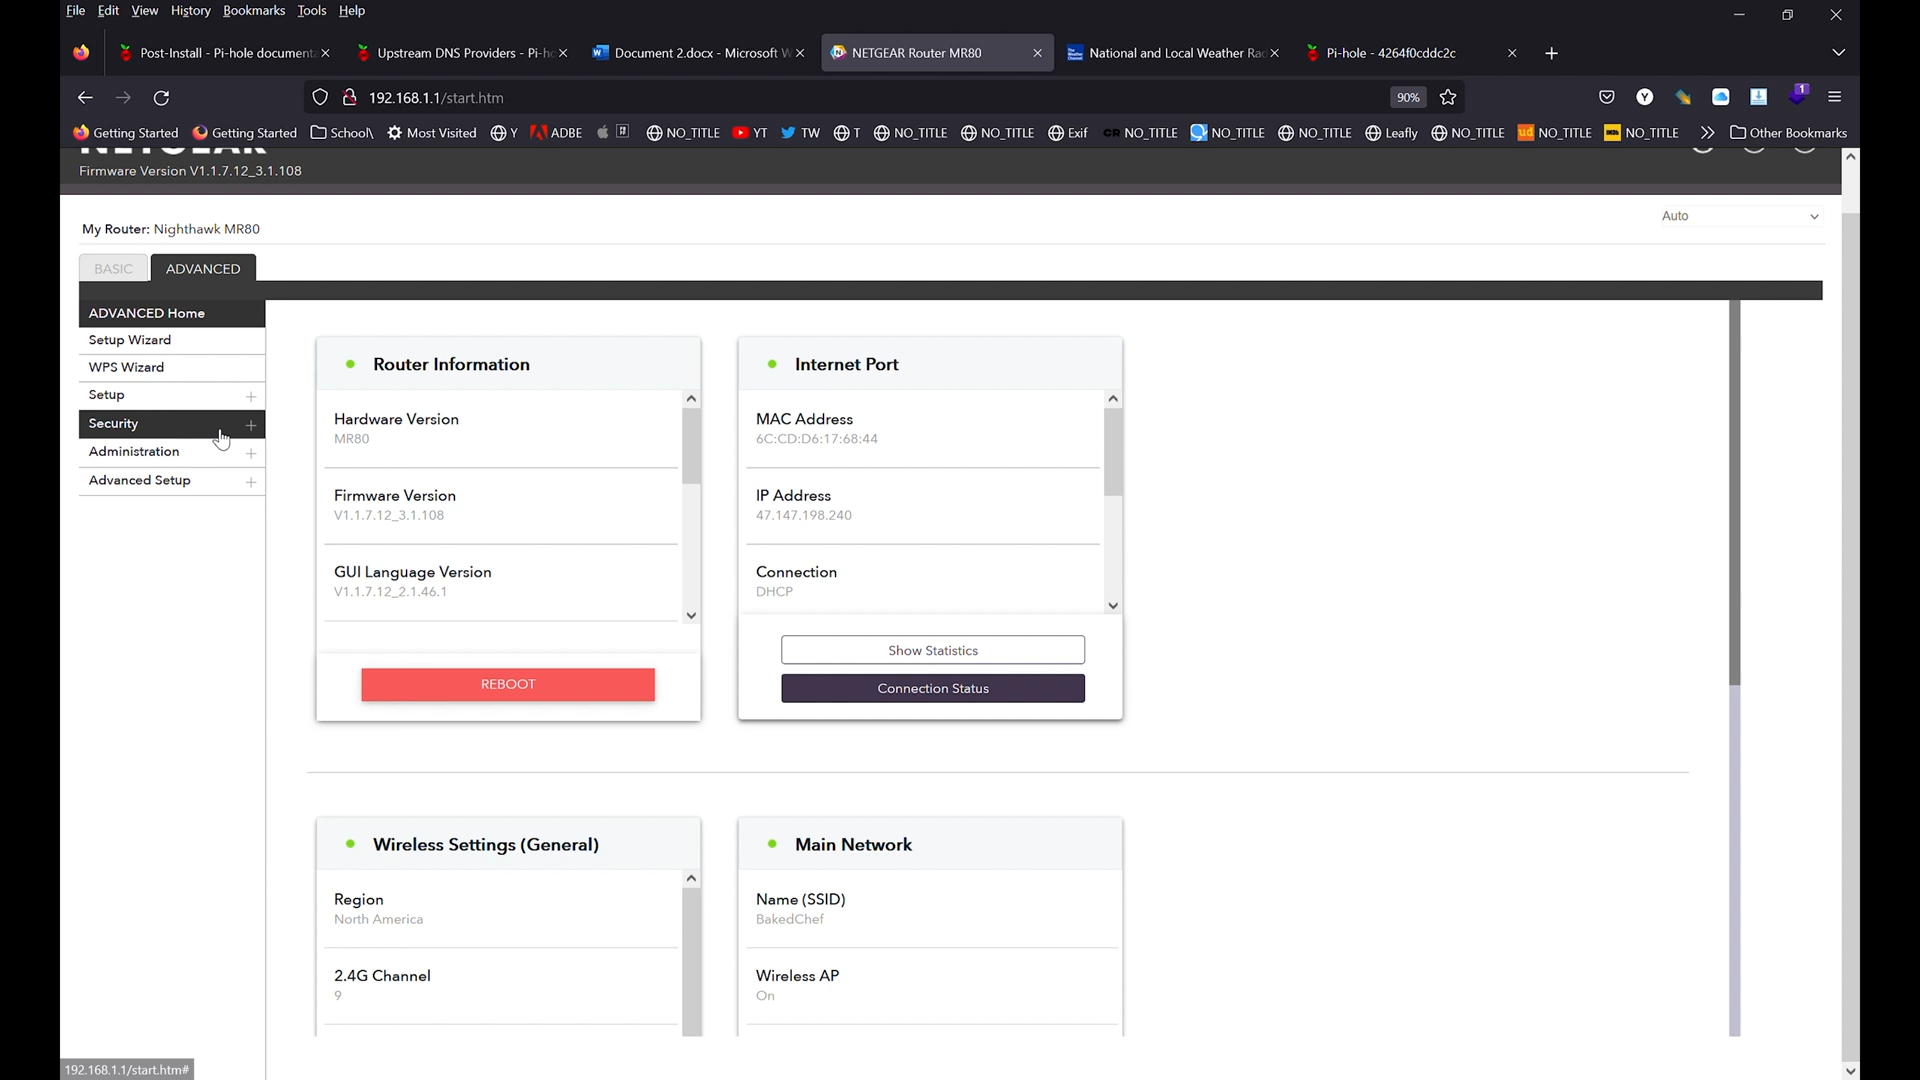 File Edit View History Bookmarks Tools Help
Post-Install - Pi-hole document
Upstream DNS Providers - Pi-ho
Document 2.docx - Microsoft W
NETGEAR Router MR80
National and Local Weather Rad
Pi-hole - 4264f0cddc2c
192.168.1.1/start.htm
90%
Y
1
Getting Started Getting Started School\ Most Visited Y ADBE YT TW T NO_TITLE NO_TITLE Exif CR NO_TITLE NO_TITLE NO_TITLE Leafly NO_TITLE ud NO_TITLE NO_TITLE Other Bookmarks
NETGEAR
Firmware Version V1.1.7.12_3.1.108
Auto
My Router: Nighthawk MR80
BASIC ADVANCED
ADVANCED Home
Setup Wizard
WPS Wizard
Setup
Security
Administration
Advanced Setup
Router Information
Hardware Version
MR80
Firmware Version
V1.1.7.12_3.1.108
GUI Language Version
V1.1.7.12_2.1.46.1
REBOOT
Internet Port
MAC Address
6C:CD:D6:17:68:44
IP Address
47.147.198.240
Connection
DHCP
Show Statistics
Connection Status
Wireless Settings (General)
Region
North America
2.4G Channel
9
Main Network
Name (SSID)
BakedChef
Wireless AP
On
192.168.1.1/start.htm#